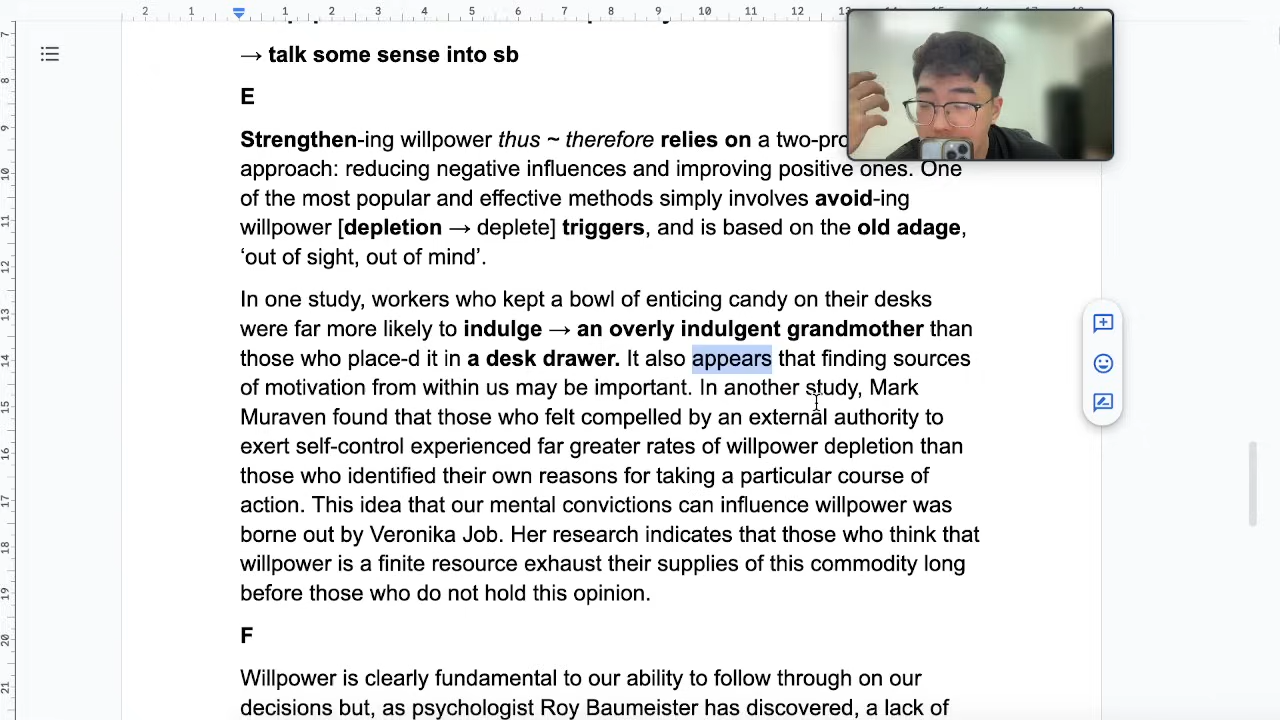 → talk some sense into sb
E
Strengthen-ing willpower thus ~ therefore relies on a
approach: reducing negative influences and improving positive ones. One
of the most popular and effective methods simply involves avoid-ing
willpower [depletion → deplete] triggers, and is based on the old adage,
‘out of sight, out of mind’.
In one study, workers who kept a bowl of enticing candy on their desks
were far more likely to indulge → an overly indulgent grandmother than
those who place-d it in a desk drawer. It also appears that finding sources
of motivation from within us may be important. In another study, Mark
Muraven found that those who felt compelled by an external authority to
exert self-control experienced far greater rates of willpower depletion than
those who identified their own reasons for taking a particular course of
action. This idea that our mental convictions can influence willpower was
borne out by Veronika Job. Her research indicates that those who think that
willpower is a finite resource exhaust their supplies of this commodity long
before those who do not hold this opinion.
F
Willpower is clearly fundamental to our ability to follow through on our
decisions but, as psychologist Roy Baumeister has discovered, a lack of